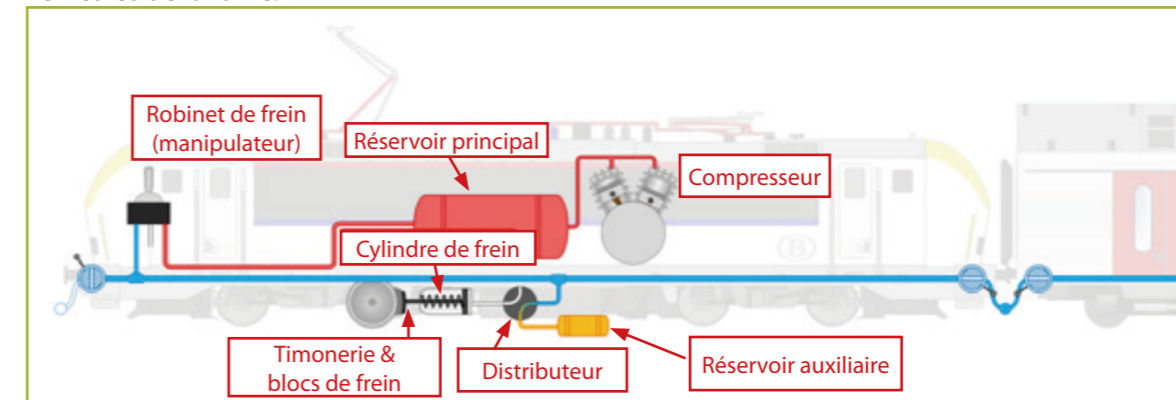 Robinet de frein
(manipulateur)
Réservoir principal
Compresseur
Cylindre de frein
Timonerie &
blocs de frein
Distributeur
Réservoir auxiliaire
B